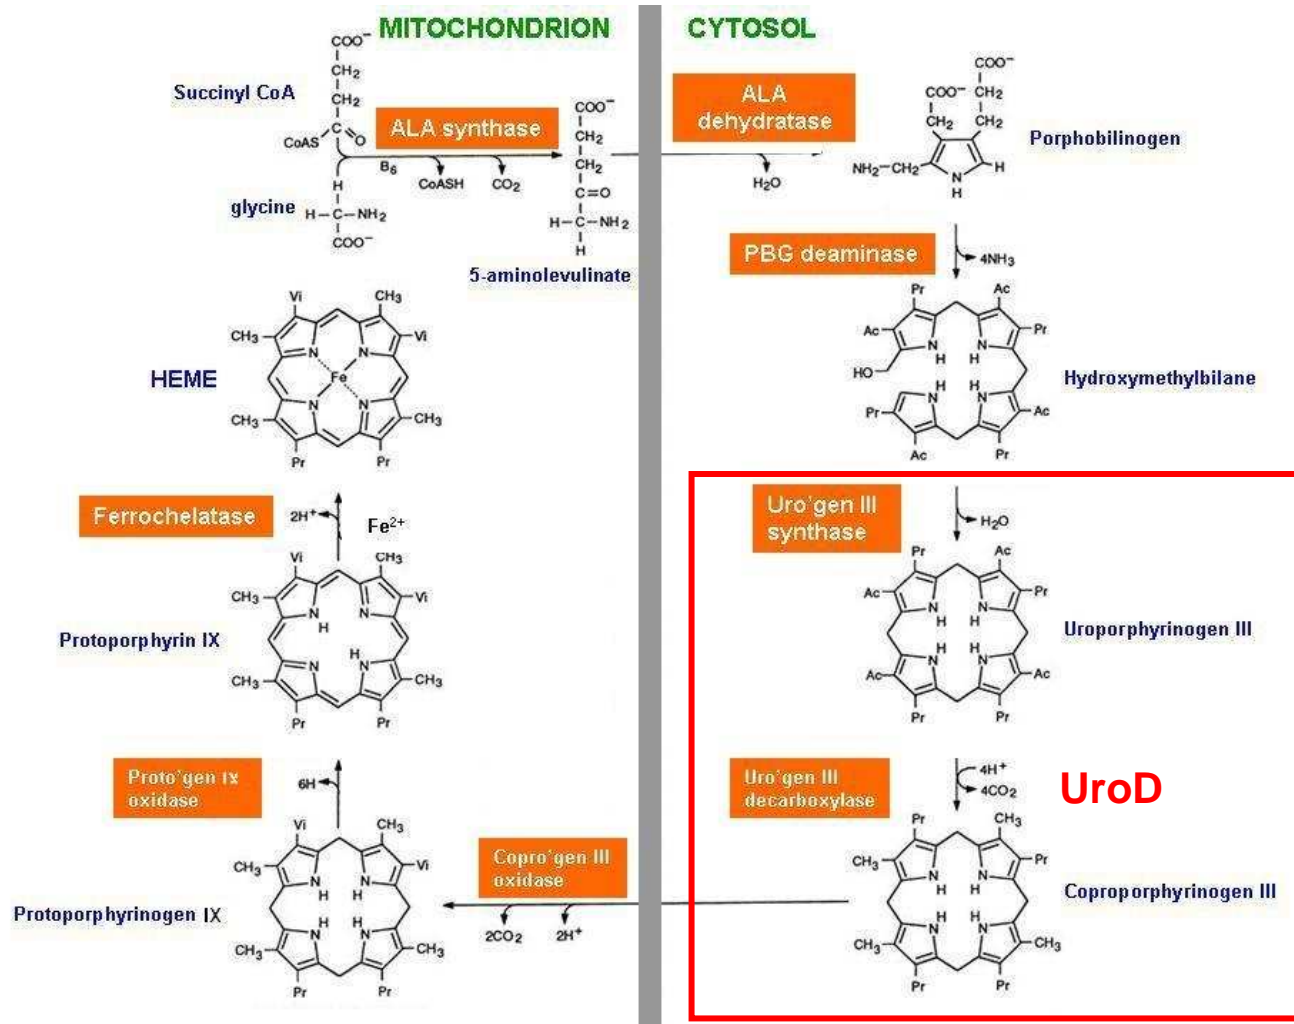 MITOCHONDRION
CYTOSOL
COO⁻
CH₂
CH₂
C
O
CoAS
Succinyl CoA
ALA synthase
B₆
CoASH
CO₂
H
H–C–NH₂
COO⁻
glycine
COO⁻
CH₂
CH₂
C=O
H–C–NH₂
H
5-aminolevulinate
ALA
dehydratase
H₂O
COO⁻
COO⁻
CH₂
CH₂
CH₂
NH₂–CH₂
N
H
H
Porphobilinogen
PBG deaminase
4NH₃
Pr
Ac
Ac
Pr
N
N
H
H
HO
H
H
N
N
Pr
Ac
Ac
Pr
Hydroxymethylbilane
Uro'gen III
synthase
H₂O
Pr
Ac
Ac
Pr
N
N
H
H
H
H
N
N
Ac
Ac
Pr
Pr
Uroporphyrinogen III
Uro'gen III
decarboxylase
4H⁺
4CO₂
UroD
Pr
CH₃
CH₃
Pr
N
N
H
H
H
H
N
N
CH₃
CH₃
Pr
Pr
Coproporphyrinogen III
Copro'gen III
oxidase
2CO₂
2H⁺
Vi
CH₃
CH₃
Vi
N
N
H
H
H
H
N
N
CH₃
CH₃
Pr
Pr
Protoporphyrinogen IX
Proto'gen IX
oxidase
6H
Vi
CH₃
CH₃
Vi
N
N
H
H
N
N
CH₃
CH₃
Pr
Pr
Protoporphyrin IX
Ferrochelatase
2H⁺
Fe²⁺
Vi
CH₃
CH₃
Vi
N
N
Fe
N
N
CH₃
CH₃
Pr
Pr
HEME